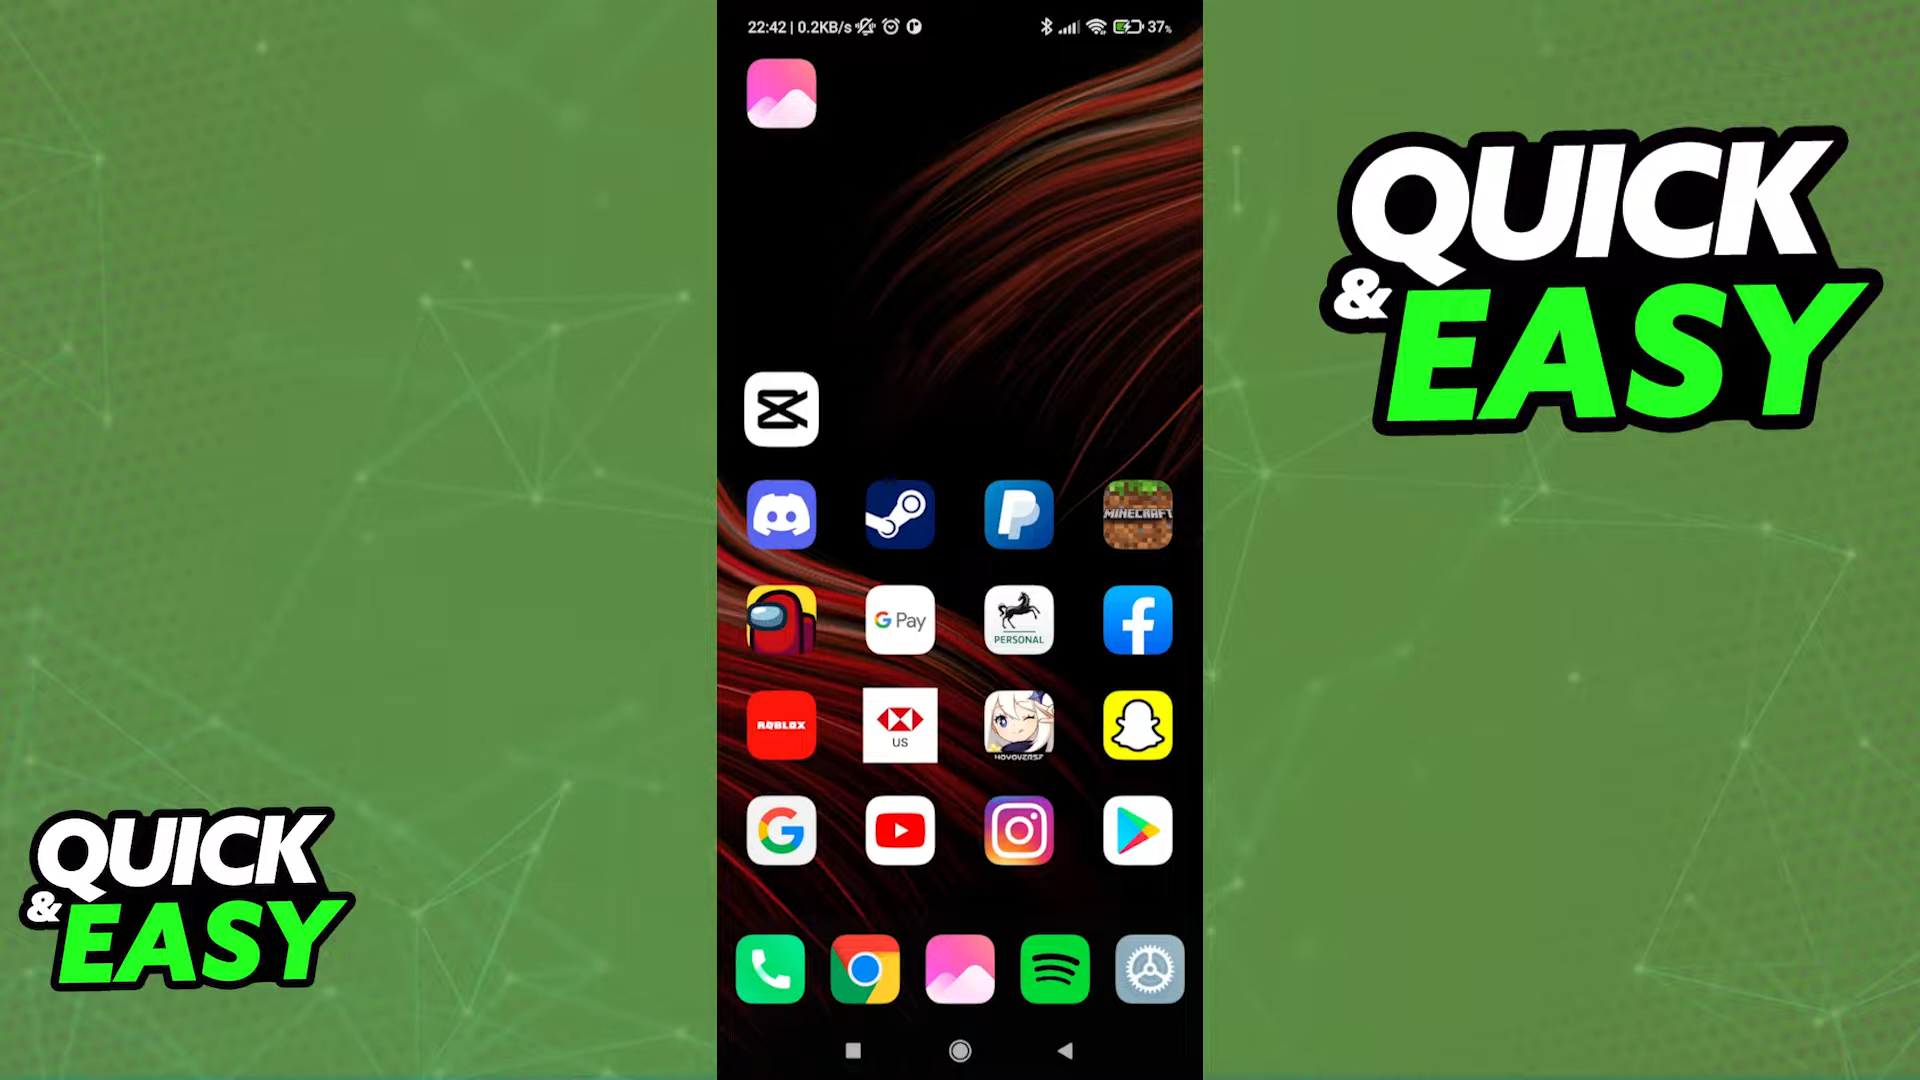 22:42 | 0.2KB/s
37%
QUICK
& EASY
MINECRAFT
G Pay
PERSONAL
ROBLOX
US
HOYOVERSE
QUICK
& EASY